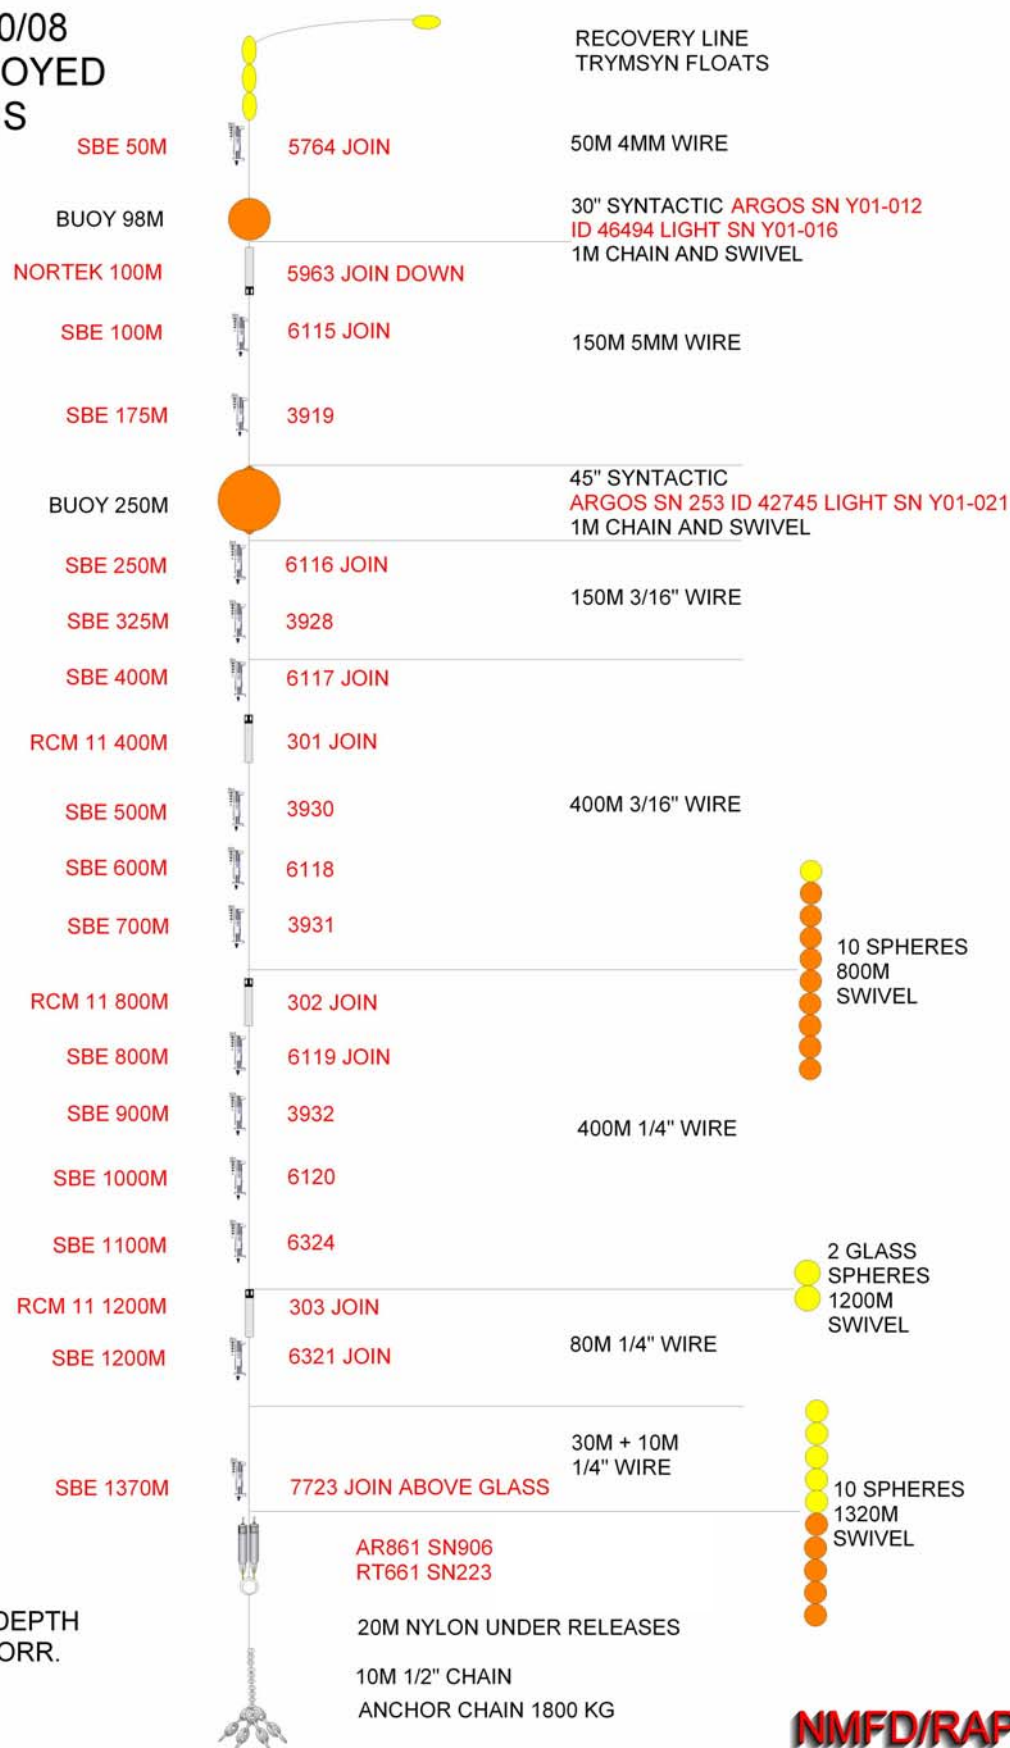 0/08
OYED
S
RECOVERY LINE
TRYMSYN FLOATS
SBE 50M 5764 JOIN 50M 4MM WIRE
BUOY 98M 30" SYNTACTIC ARGOS SN Y01-012
ID 46494 LIGHT SN Y01-016
1M CHAIN AND SWIVEL
NORTEK 100M 5963 JOIN DOWN
SBE 100M 6115 JOIN 150M 5MM WIRE
SBE 175M 3919
BUOY 250M 45" SYNTACTIC
ARGOS SN 253 ID 42745 LIGHT SN Y01-021
1M CHAIN AND SWIVEL
SBE 250M 6116 JOIN
150M 3/16" WIRE
SBE 325M 3928
SBE 400M 6117 JOIN
RCM 11 400M 301 JOIN
SBE 500M 3930 400M 3/16" WIRE
SBE 600M 6118
SBE 700M 3931
10 SPHERES
800M
SWIVEL
RCM 11 800M 302 JOIN
SBE 800M 6119 JOIN
SBE 900M 3932
400M 1/4" WIRE
SBE 1000M 6120
SBE 1100M 6324
2 GLASS
SPHERES
1200M
SWIVEL
RCM 11 1200M 303 JOIN
80M 1/4" WIRE
SBE 1200M 6321 JOIN
30M + 10M
1/4" WIRE
SBE 1370M 7723 JOIN ABOVE GLASS
10 SPHERES
1320M
SWIVEL
AR861 SN906
RT661 SN223
DEPTH
ORR.
20M NYLON UNDER RELEASES
10M 1/2" CHAIN
ANCHOR CHAIN 1800 KG
NMFD/RAP